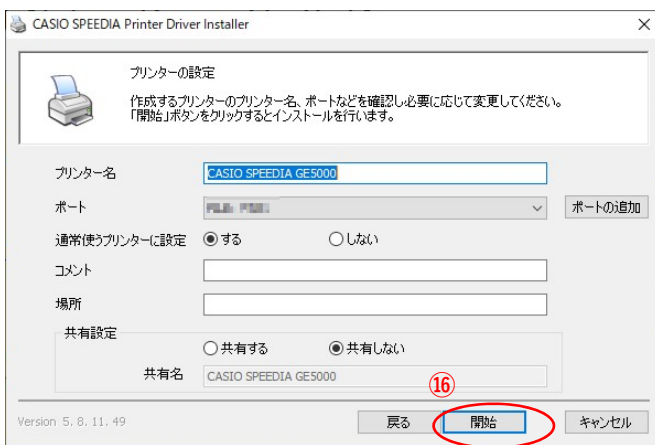 CASIO SPEEDIA Printer Driver Installer
プリンターの設定
作成するプリンターのプリンター名、ポートなどを確認し必要に応じて変更してください。
「開始」ボタンをクリックするとインストールを行います。
プリンター名 CASIO SPEEDIA GE5000
ポート ポートの追加
通常使うプリンターに設定 する しない
コメント
場所
共有設定
共有する 共有しない
共有名 CASIO SPEEDIA GE5000
⑯
Version 5. 8. 11. 49 戻る 開始 キャンセル